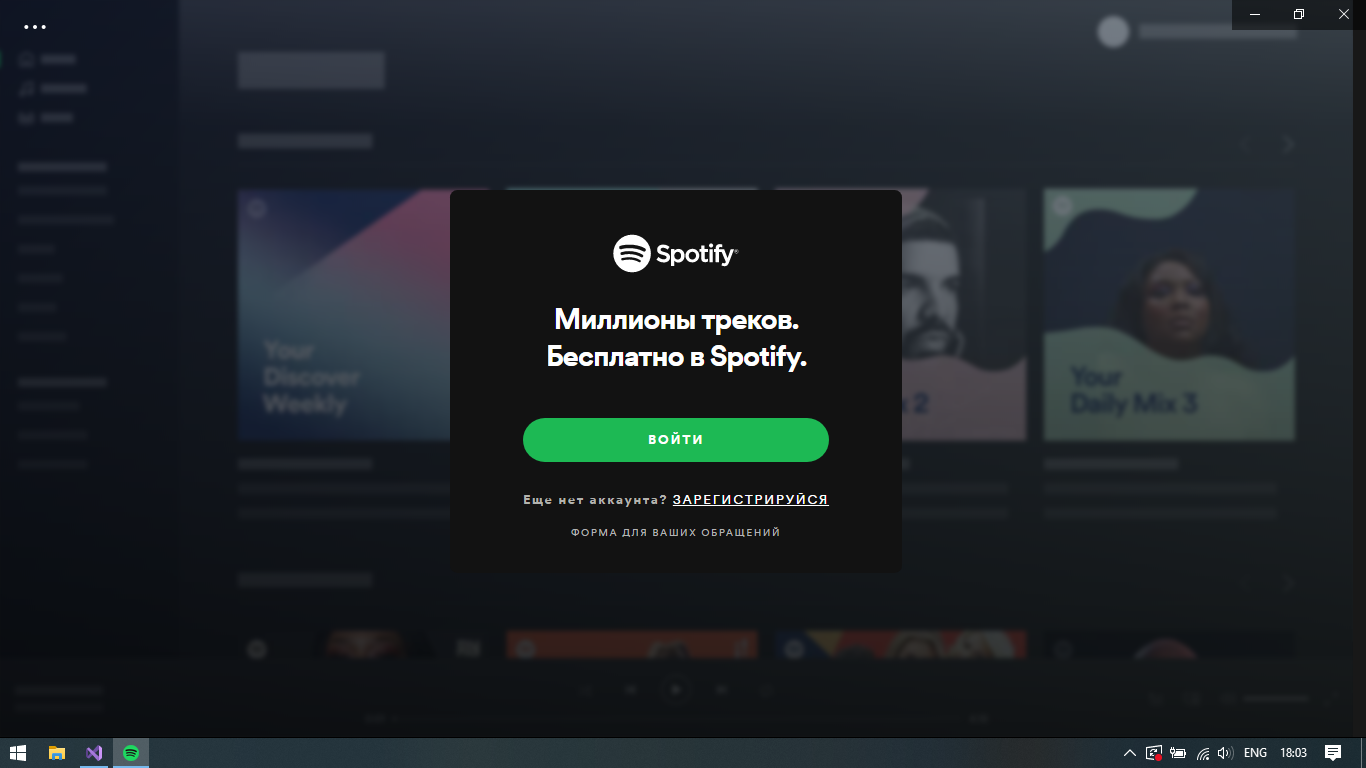 Spotify®
Миллионы треков.
Бесплатно в Spotify.
ВОЙТИ
Еще нет аккаунта? ЗАРЕГИСТРИРУЙСЯ
ФОРМА ДЛЯ ВАШИХ ОБРАЩЕНИЙ
Your
Discover
Weekly
2
Your
Daily Mix 3
ENG 18:03